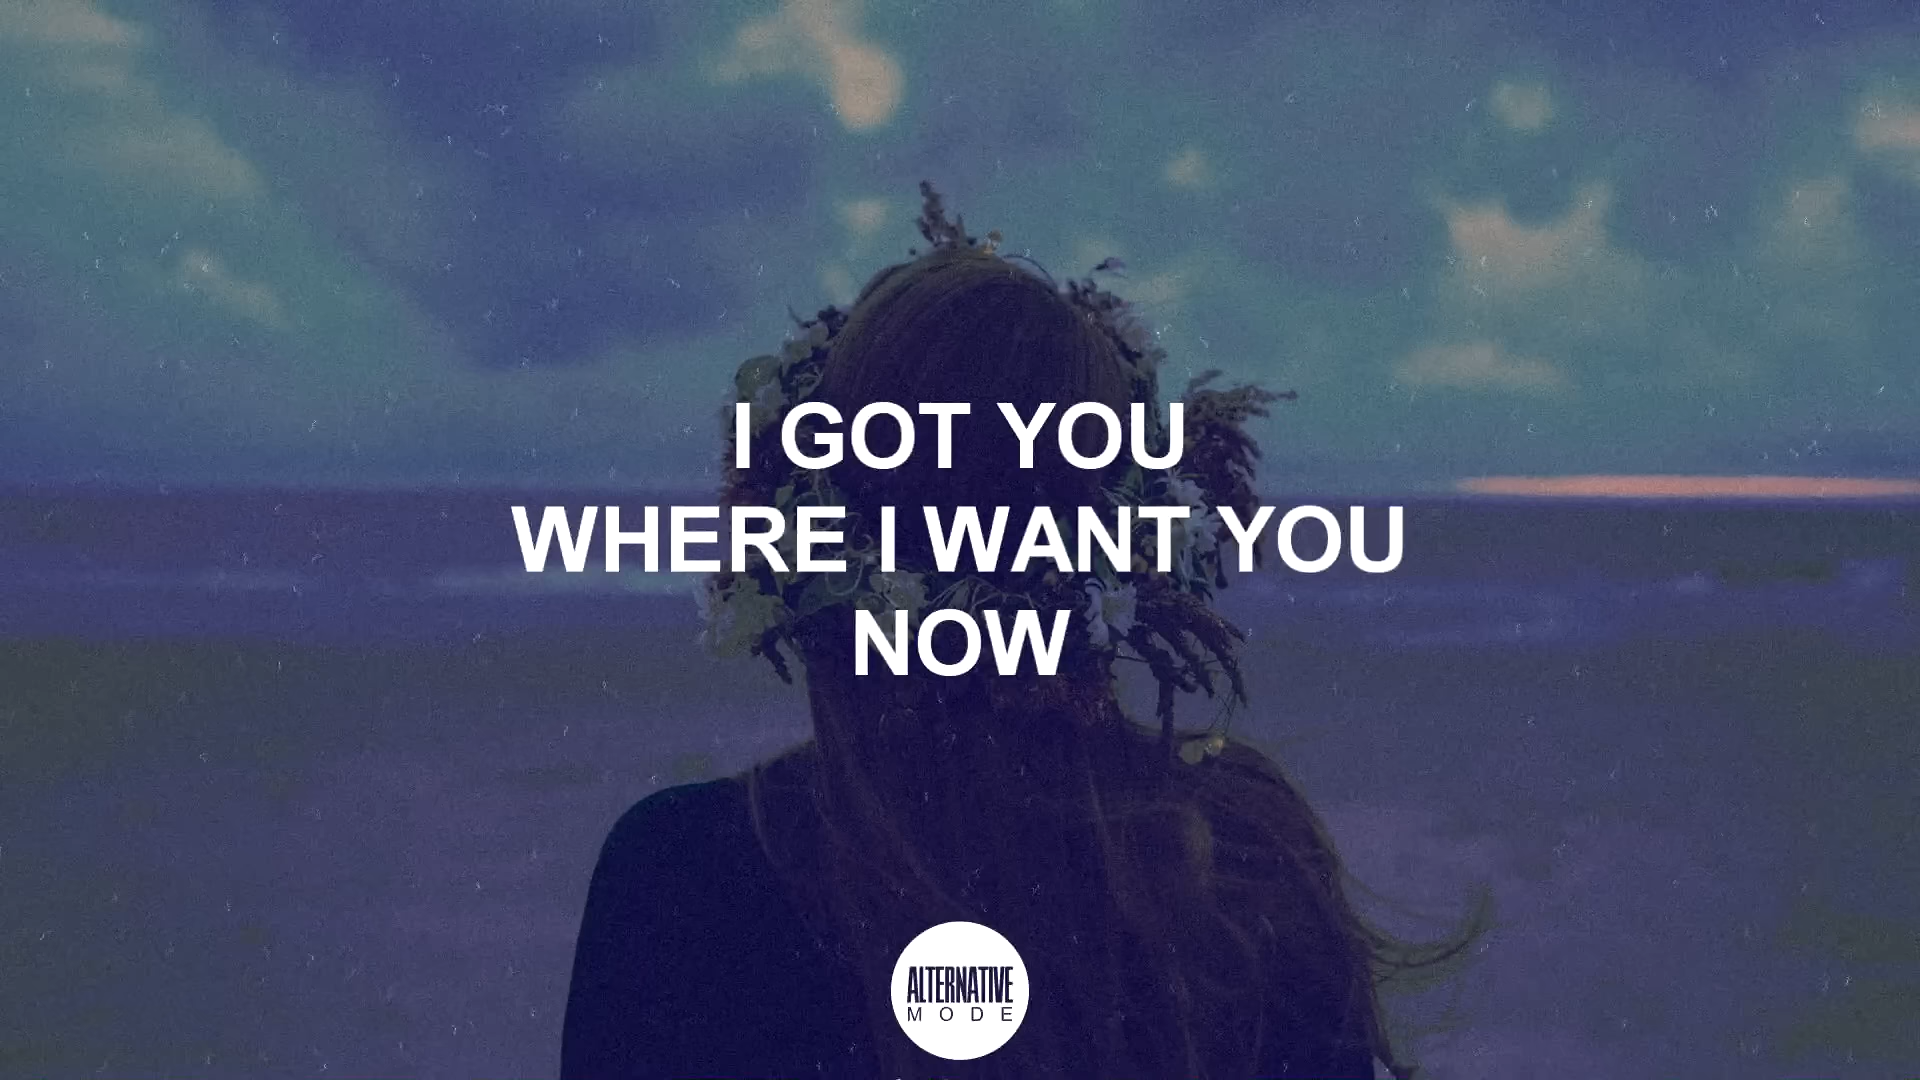 I GOT YOU
WHERE I WANT YOU
NOW
ALTERNATIVE
MODE